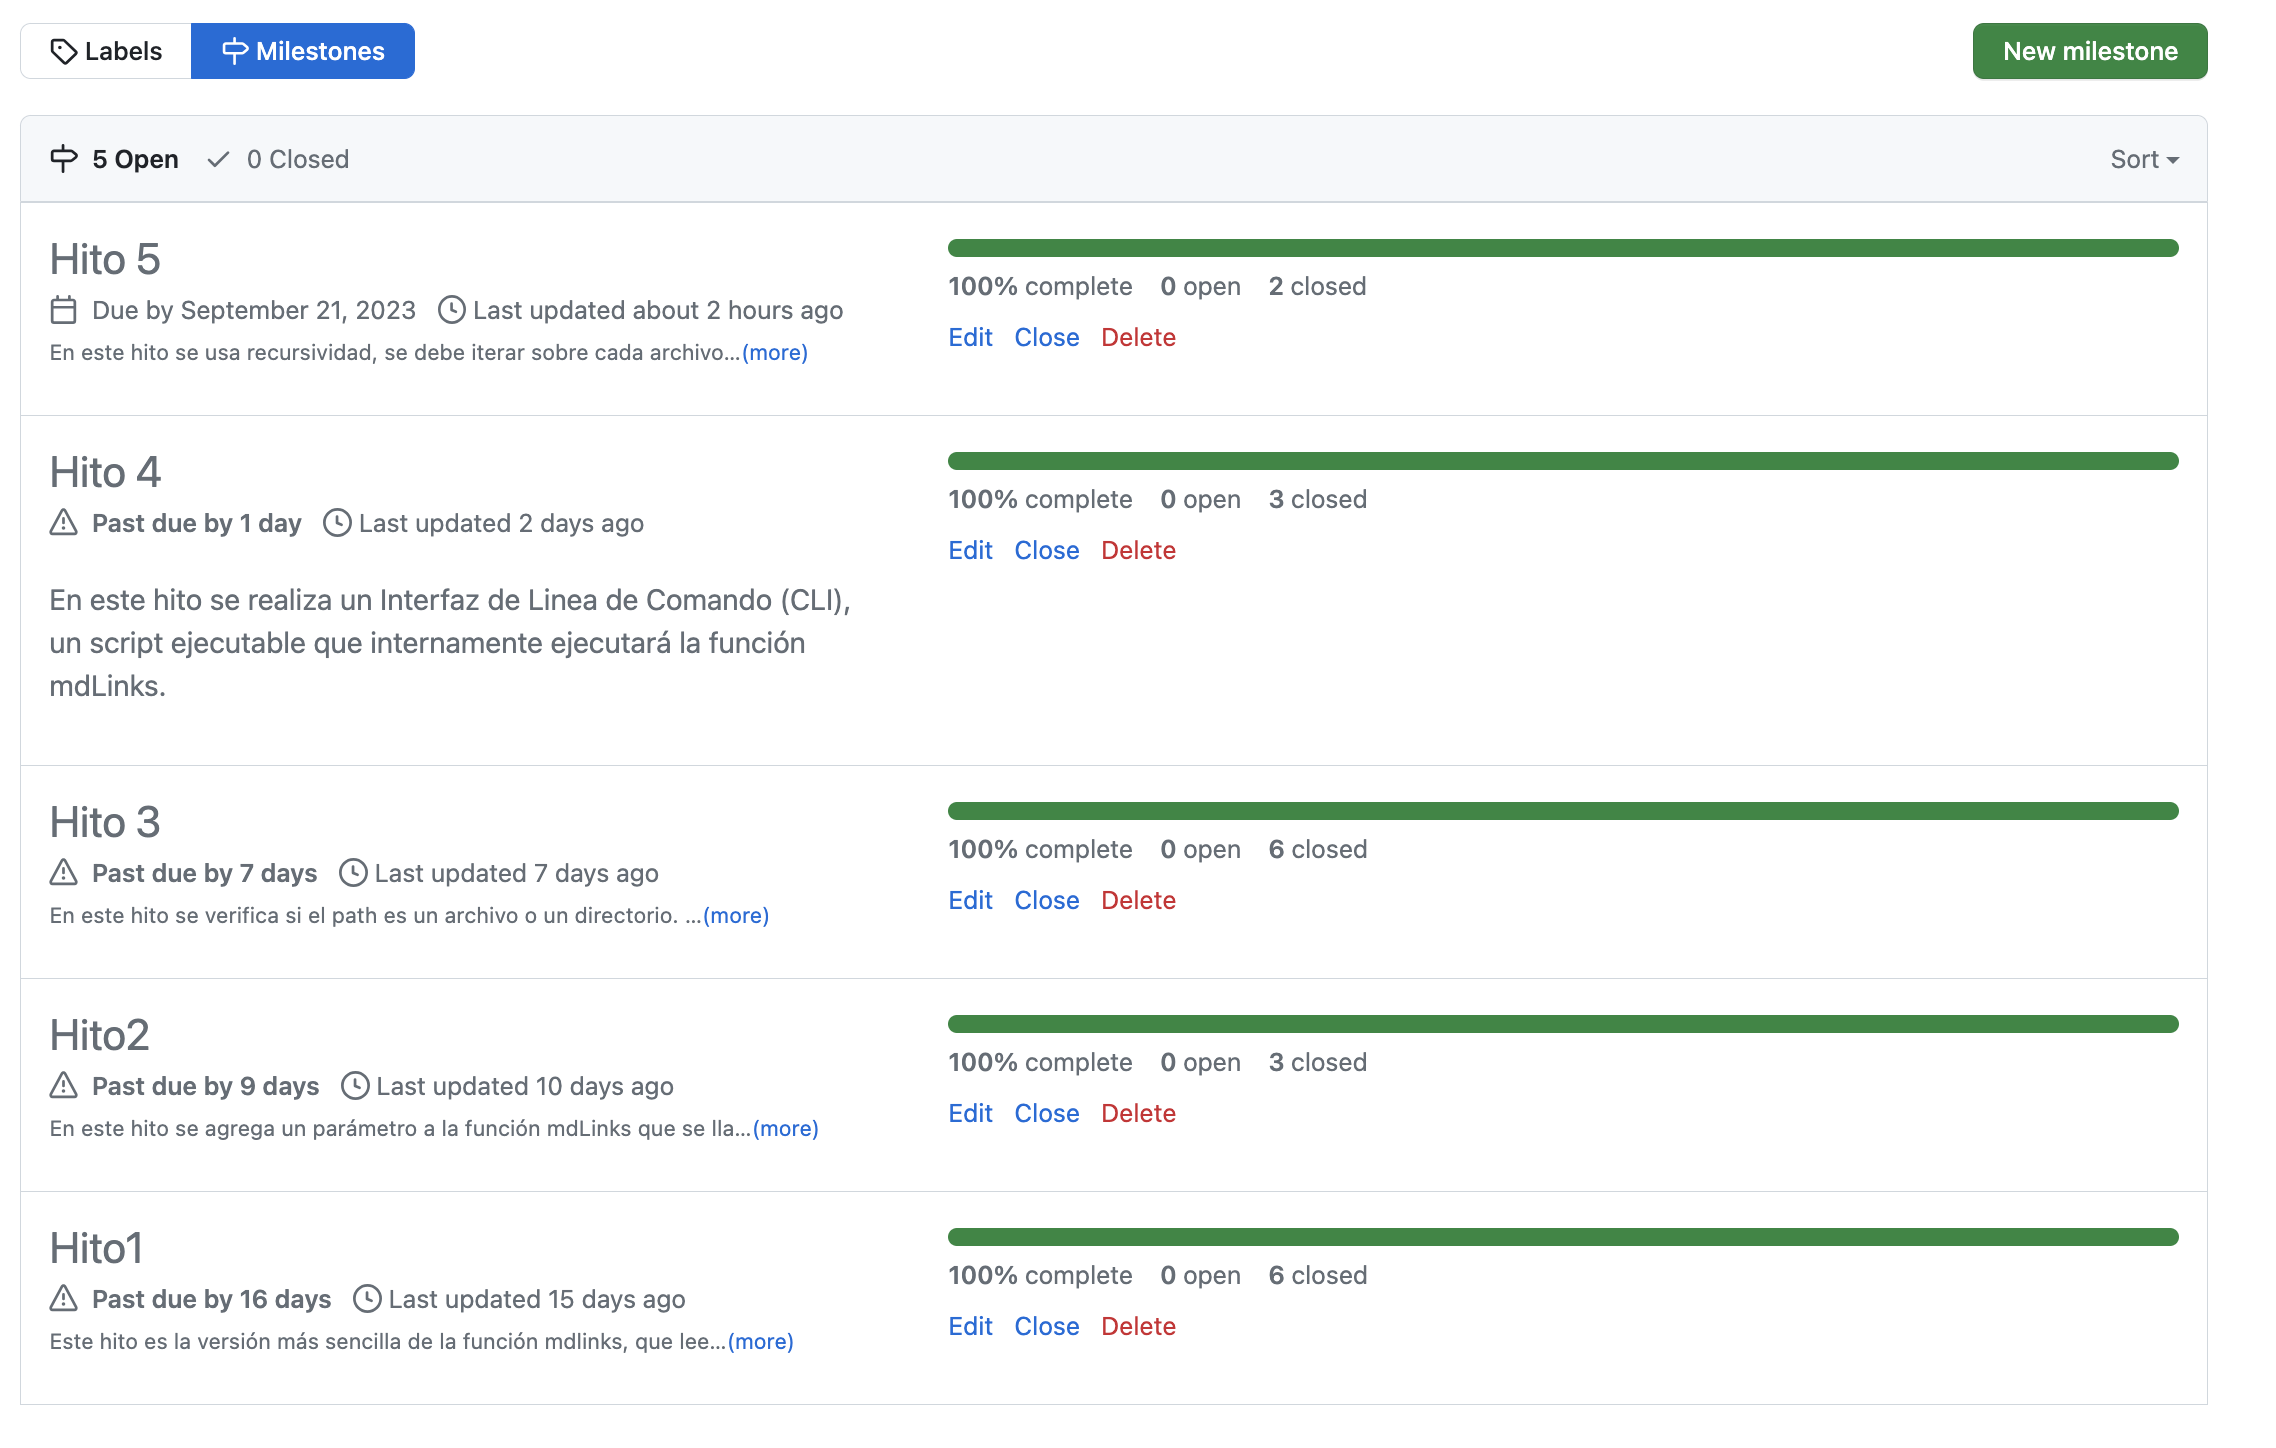 Labels Milestones New milestone
5 Open 0 Closed Sort
Hito 5
Due by September 21, 2023 Last updated about 2 hours ago
En este hito se usa recursividad, se debe iterar sobre cada archivo...(more)
100% complete 0 open 2 closed
Edit Close Delete
Hito 4
Past due by 1 day Last updated 2 days ago
En este hito se realiza un Interfaz de Linea de Comando (CLI),
un script ejecutable que internamente ejecutará la función
mdLinks.
100% complete 0 open 3 closed
Edit Close Delete
Hito 3
Past due by 7 days Last updated 7 days ago
En este hito se verifica si el path es un archivo o un directorio. ...(more)
100% complete 0 open 6 closed
Edit Close Delete
Hito2
Past due by 9 days Last updated 10 days ago
En este hito se agrega un parámetro a la función mdLinks que se lla...(more)
100% complete 0 open 3 closed
Edit Close Delete
Hito1
Past due by 16 days Last updated 15 days ago
Este hito es la versión más sencilla de la función mdlinks, que lee...(more)
100% complete 0 open 6 closed
Edit Close Delete